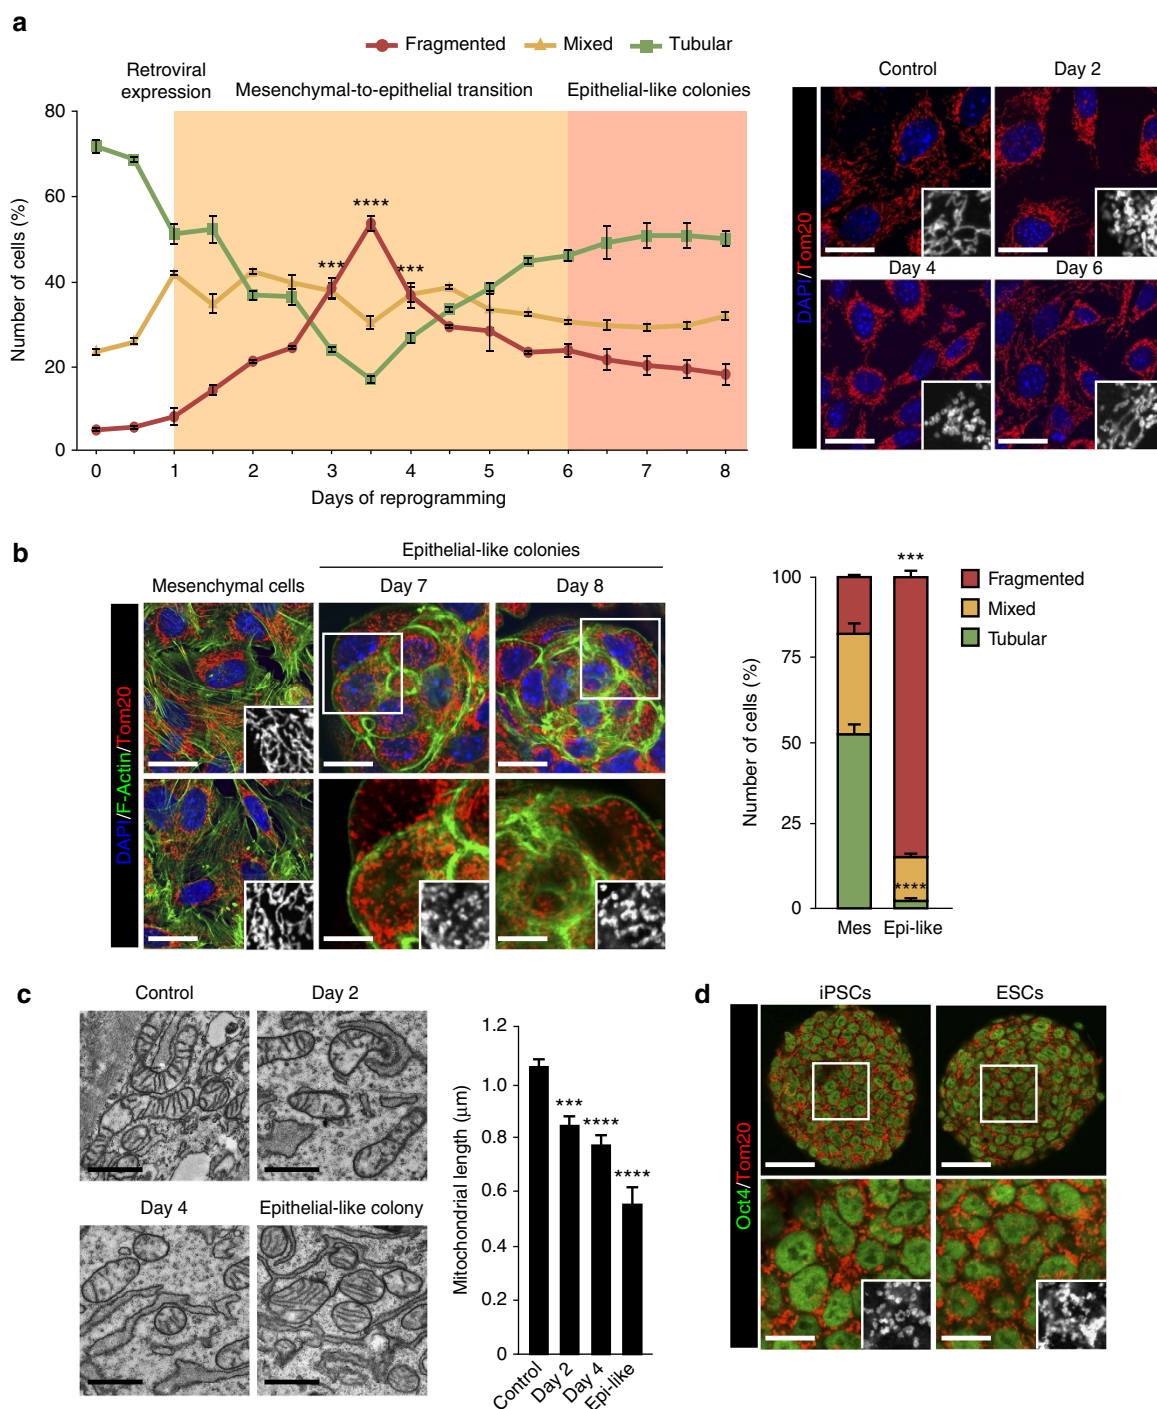 a
Fragmented Mixed Tubular
Retroviral expression
Mesenchymal-to-epithelial transition
Epithelial-like colonies
Number of cells (%)
80
60
40
20
0
*** **** ***
0 1 2 3 4 5 6 7 8
Days of reprogramming
DAPI/Tom20
Control Day 2
Day 4 Day 6
b
Epithelial-like colonies
Mesenchymal cells Day 7 Day 8
DAPI/F-Actin/Tom20
Number of cells (%)
100
75
50
25
0
***
****
Mes Epi-like
Fragmented
Mixed
Tubular
c
Control Day 2
Day 4 Epithelial-like colony
Mitochondrial length (μm)
1.2
1.0
0.8
0.6
0.4
0.2
0
***
****
****
Control Day 2 Day 4 Epi-like
d
iPSCs ESCs
Oct4/Tom20